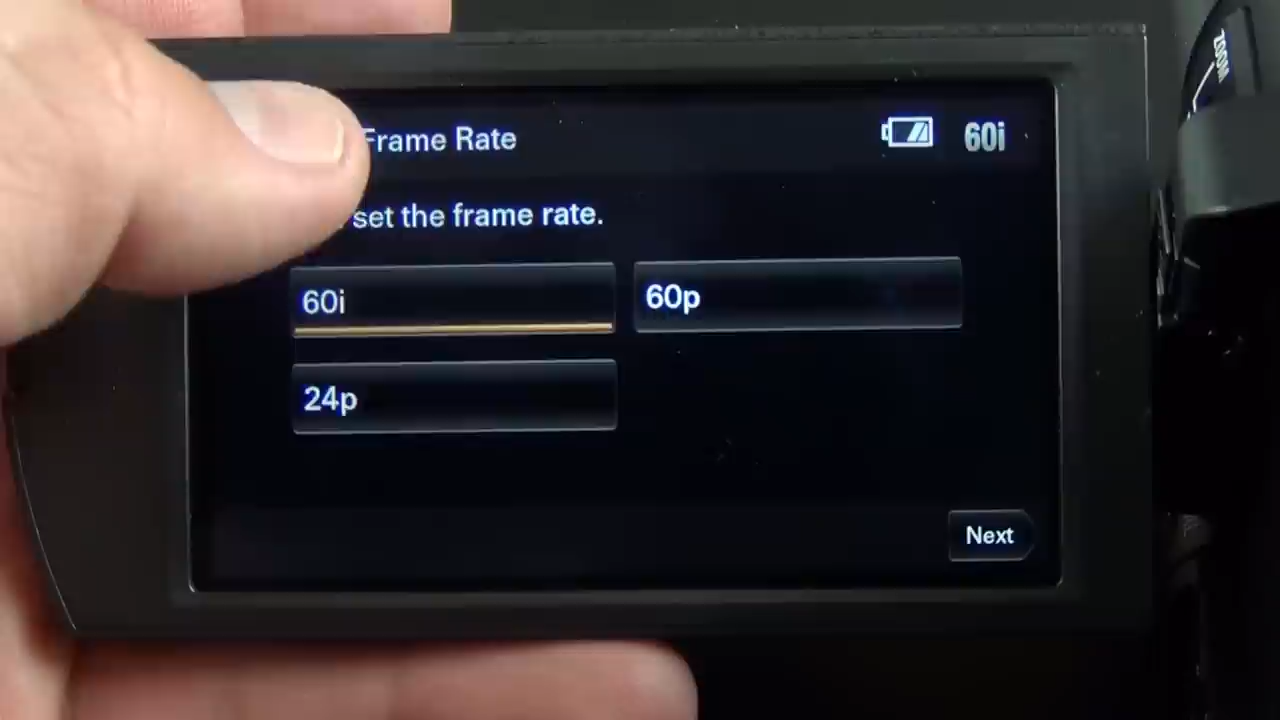 Frame Rate
60i
set the frame rate.
60i
60p
24p
Next
ZOOM